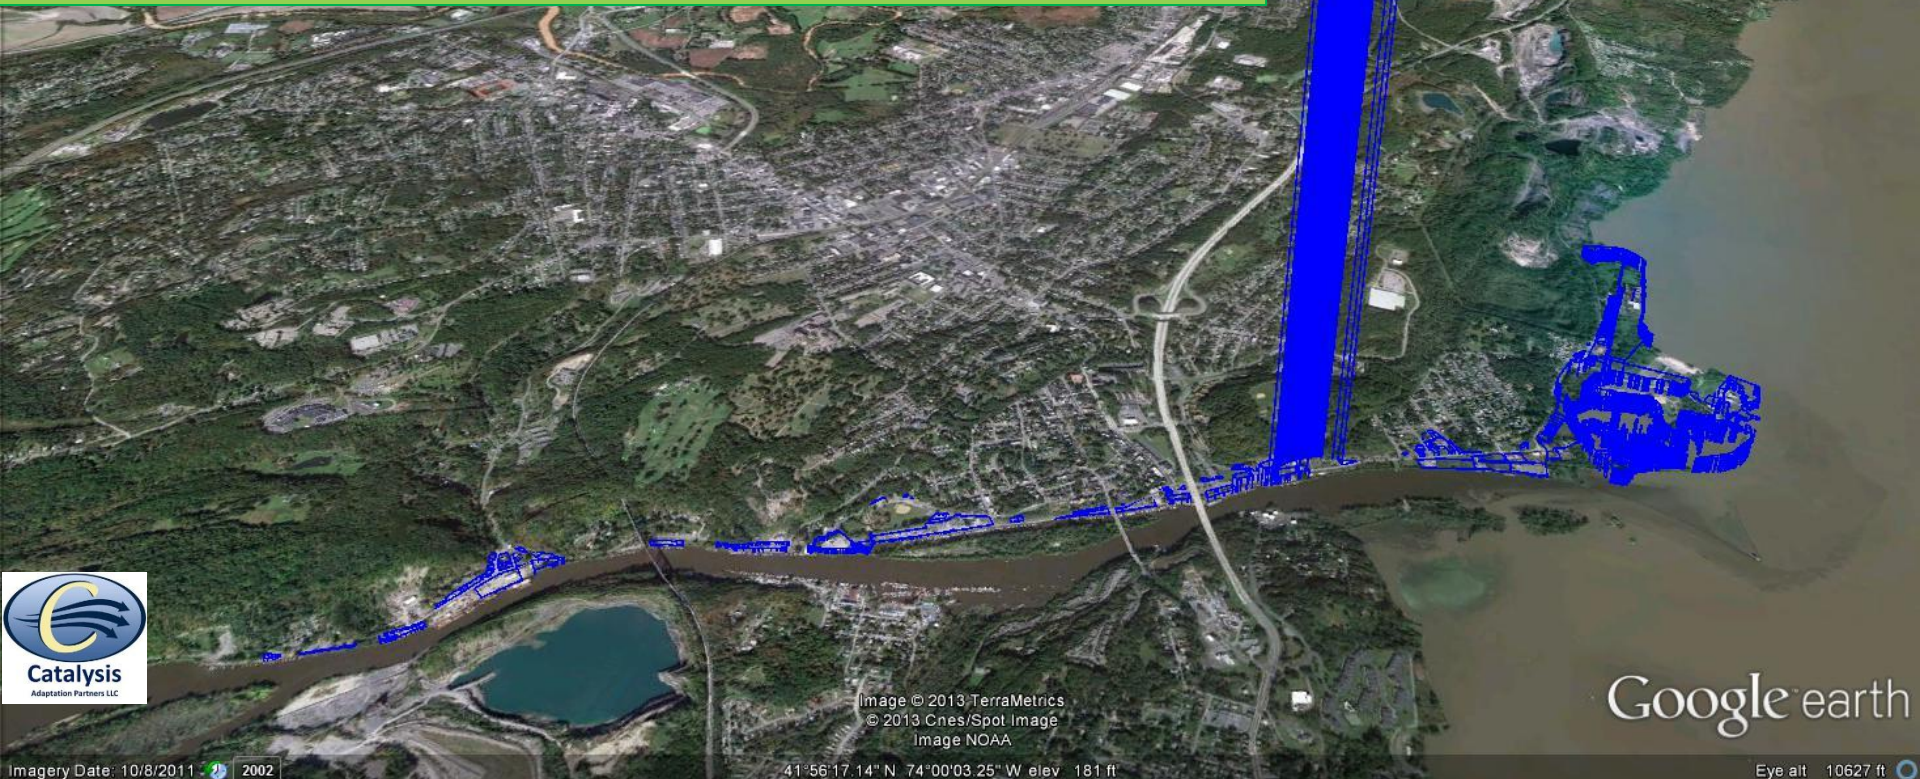 C
Catalysis
Adaptation Partners LLC
Image © 2013 TerraMetrics
© 2013 Cnes/Spot Image
Image NOAA
Google earth
Imagery Date: 10/8/2011
2002
41°56'17.14" N 74°00'03.25" W elev 181 ft
Eye alt 10627 ft